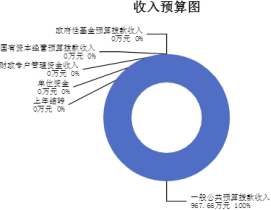 收入预算图
政府性基金预算拨款收入
0万元 0%
国有资本经营预算拨款收入
0万元 0%
财政专户管理资金收入
0万元 0%
单位资金
0万元 0%
上年结转
0万元 0%
一般公共预算拨款收入
967.66万元 100%